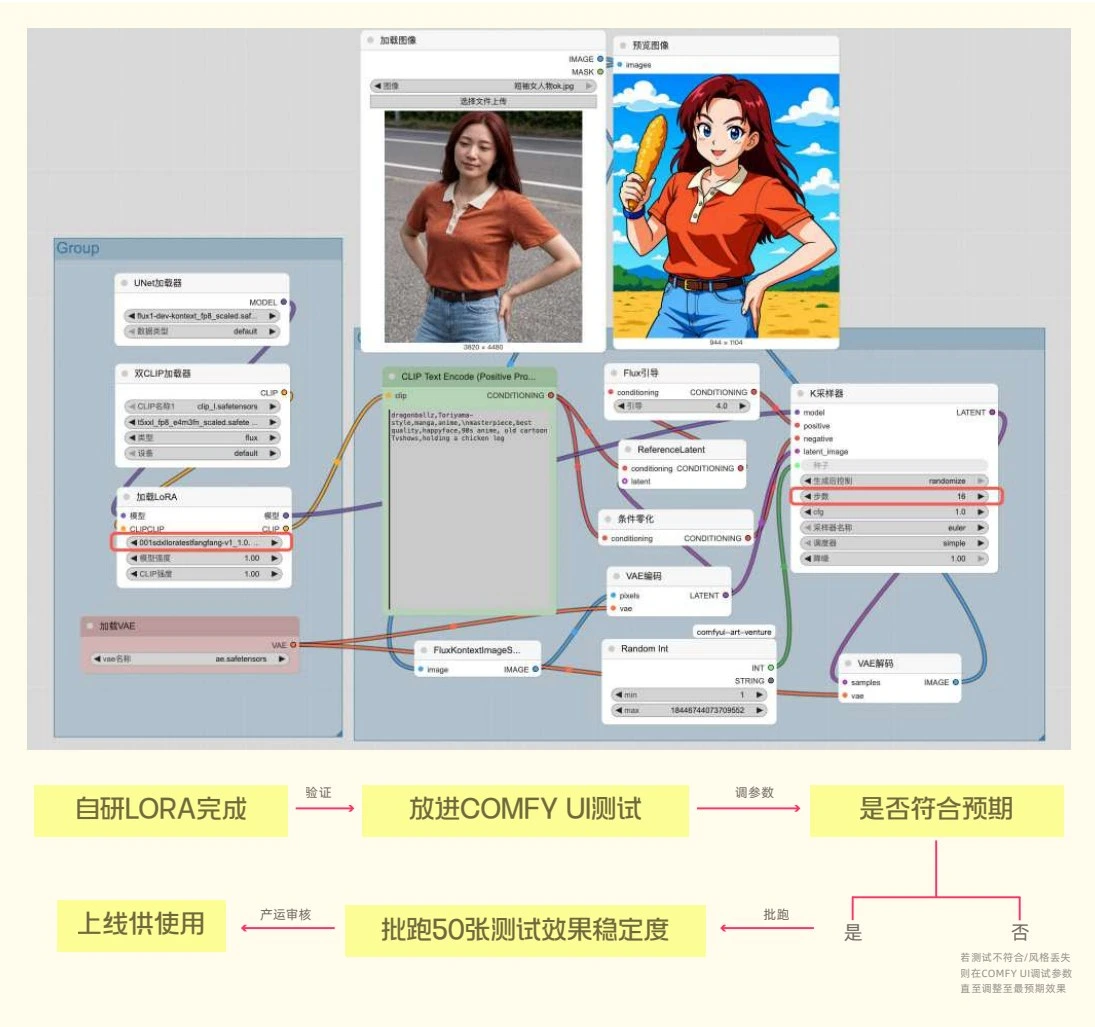 加载图像
IMAGE
MASK
图像 短袖女人物ok.jpg
选择文件上传
3820 × 4480
预览图像
images
944 × 1104
Group
UNet加载器
MODEL
flux1-dev-kontext_fp8_scaled.saf...
数据类型 default
双CLIP加载器
CLIP
CLIP名称1 clip_l.safetensors
t5xxl_fp8_e4m3fn_scaled.safete ...
类型 flux
设备 default
加载LoRA
模型 模型
CLIPCLIP CLIP
001sdxlloratestfangfang-v1_1.0. ...
模型强度 1.00
CLIP强度 1.00
加载VAE
VAE
vae名称 ae.safetensors
CLIP Text Encode (Positive Pro...
clip CONDITIONING
dragonballz,Toriyama-
style,manga,anime,\nmasterpiece,best
quality,happyface,90s anime, old cartoon
Tvshows,holding a chicken leg
FluxKontextImageS...
image IMAGE
Flux引导
conditioning CONDITIONING
引导 4.0
ReferenceLatent
conditioning CONDITIONING
latent
条件零化
conditioning CONDITIONING
VAE编码
pixels LATENT
vae
comfyui-art-venture
Random Int
INT
STRING
min 1
max 18446744073709552
K采样器
model LATENT
positive
negative
latent_image
种子
生成后控制 randomize
步数 16
cfg 1.0
采样器名称 euler
调度器 simple
降噪 1.00
VAE解码
samples IMAGE
vae
自研LORA完成
验证
放进COMFY UI测试
调参数
是否符合预期
是
否
若测试不符合/风格丢失
则在COMFY UI调试参数
直至调整至最预期效果
批跑
批跑50张测试效果稳定度
产运审核
上线供使用